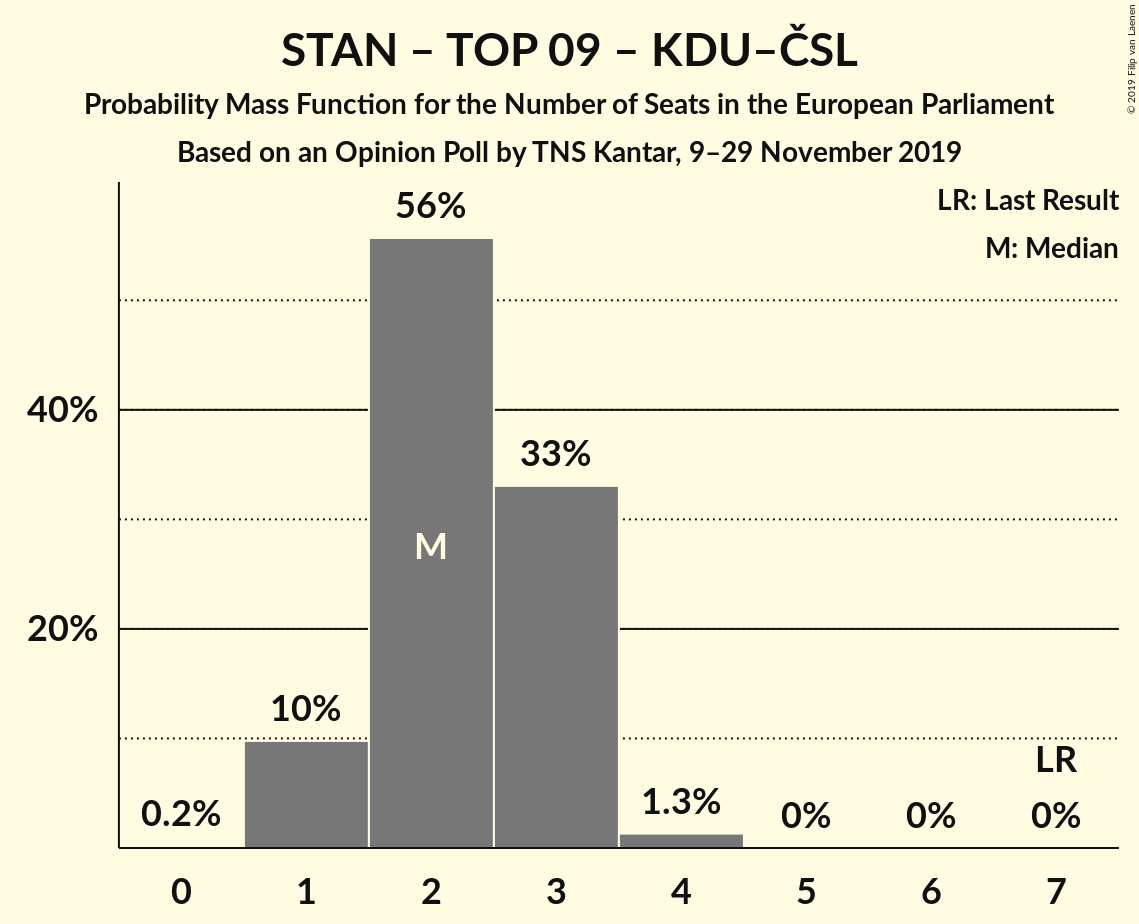 STAN – TOP 09 – KDU–ČSL
Probability Mass Function for the Number of Seats in the European Parliament
Based on an Opinion Poll by TNS Kantar, 9–29 November 2019
© 2019 Filip van Laenen
LR: Last Result
M: Median
56%
40%
33%
M
20%
10%
LR
0.2%
1.3%
0%
0%
0%
0 1 2 3 4 5 6 7